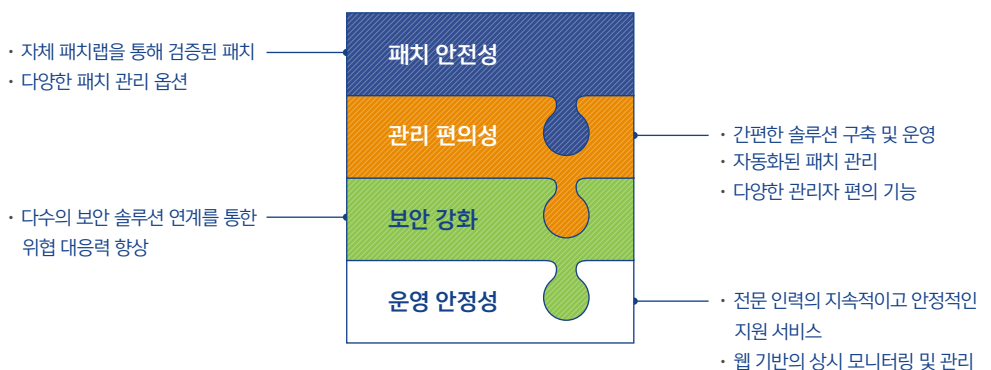 패치 안전성
· 자체 패치랩을 통해 검증된 패치
· 다양한 패치 관리 옵션
관리 편의성
· 간편한 솔루션 구축 및 운영
· 자동화된 패치 관리
· 다양한 관리자 편의 기능
보안 강화
· 다수의 보안 솔루션 연계를 통한
위협 대응력 향상
운영 안정성
· 전문 인력의 지속적이고 안정적인
지원 서비스
· 웹 기반의 상시 모니터링 및 관리